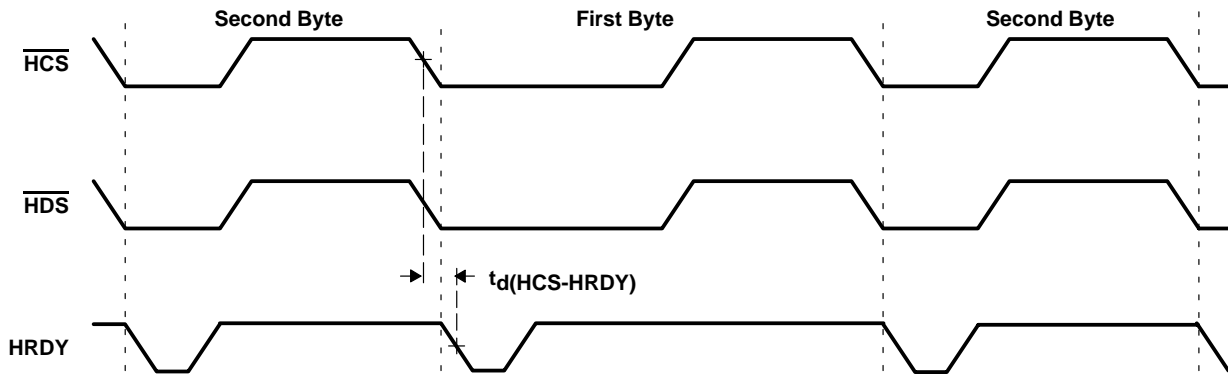 Second Byte First Byte Second Byte
HCS
HDS
td(HCS-HRDY)
HRDY